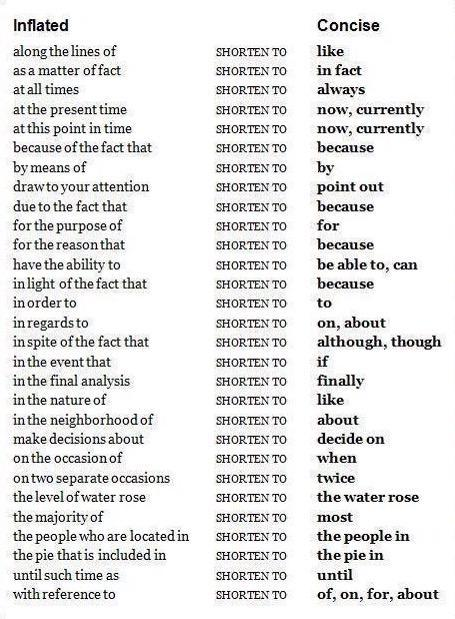 Inflated Concise
along the lines of SHORTEN TO like
as a matter of fact SHORTEN TO in fact
at all times SHORTEN TO always
at the present time SHORTEN TO now, currently
at this point in time SHORTEN TO now, currently
because of the fact that SHORTEN TO because
by means of SHORTEN TO by
draw to your attention SHORTEN TO point out
due to the fact that SHORTEN TO because
for the purpose of SHORTEN TO for
for the reason that SHORTEN TO because
have the ability to SHORTEN TO be able to, can
in light of the fact that SHORTEN TO because
in order to SHORTEN TO to
in regards to SHORTEN TO on, about
in spite of the fact that SHORTEN TO although, though
in the event that SHORTEN TO if
in the final analysis SHORTEN TO finally
in the nature of SHORTEN TO like
in the neighborhood of SHORTEN TO about
make decisions about SHORTEN TO decide on
on the occasion of SHORTEN TO when
on two separate occasions SHORTEN TO twice
the level of water rose SHORTEN TO the water rose
the majority of SHORTEN TO most
the people who are located in SHORTEN TO the people in
the pie that is included in SHORTEN TO the pie in
until such time as SHORTEN TO until
with reference to SHORTEN TO of, on, for, about